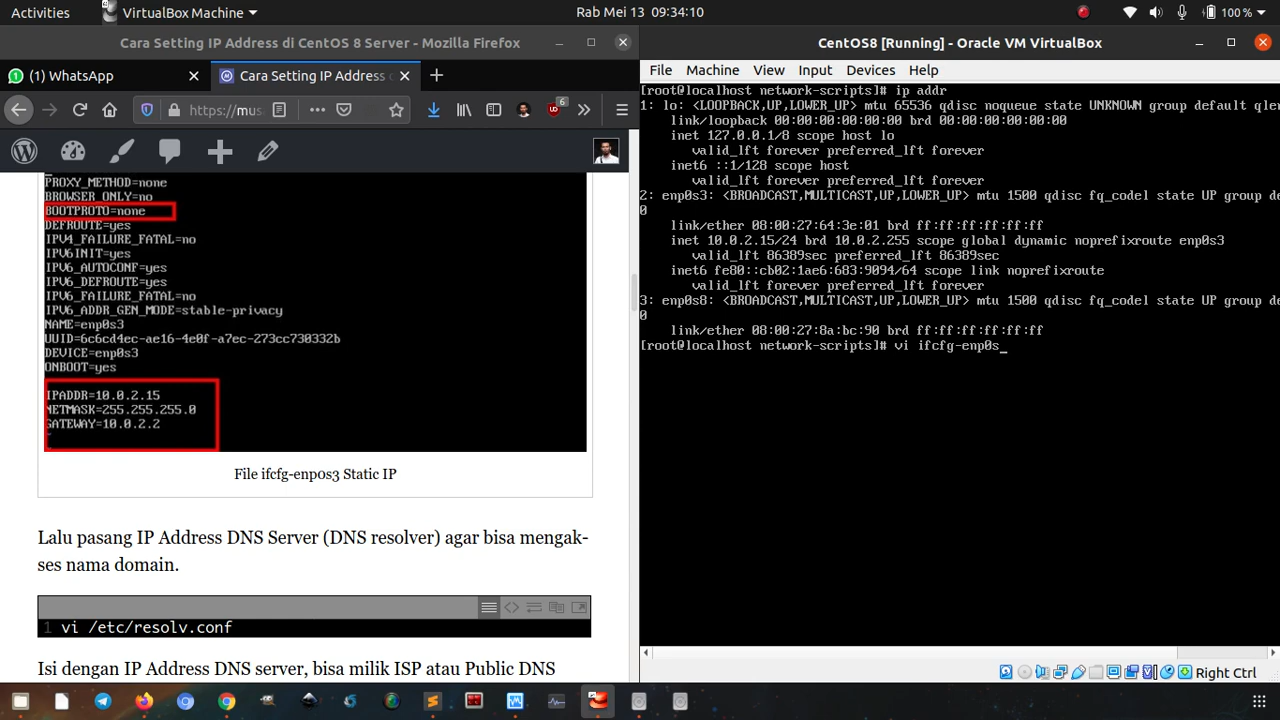 Activities
VirtualBox Machine
Rab Mei 13 09:34:10
100 %
Cara Setting IP Address di CentOS 8 Server - Mozilla Firefox
(1) WhatsApp
Cara Setting IP Address c
https://mus
6
PROXY_METHOD=none
BROWSER_ONLY=no
BOOTPROTO=none
DEFROUTE=yes
IPV4_FAILURE_FATAL=no
IPV6INIT=yes
IPV6_AUTOCONF=yes
IPV6_DEFROUTE=yes
IPV6_FAILURE_FATAL=no
IPV6_ADDR_GEN_MODE=stable-privacy
NAME=enp0s3
UUID=6c6cd4ec-ae16-4e0f-a7ec-273cc730332b
DEVICE=enp0s3
ONBOOT=yes
IPADDR=10.0.2.15
NETMASK=255.255.255.0
GATEWAY=10.0.2.2
File ifcfg-enp0s3 Static IP
Lalu pasang IP Address DNS Server (DNS resolver) agar bisa mengak-
ses nama domain.
1 vi /etc/resolv.conf
Isi dengan IP Address DNS server, bisa milik ISP atau Public DNS
CentOS8 [Running] - Oracle VM VirtualBox
File Machine View Input Devices Help
[root@localhost network-scripts]# ip addr
1: lo: <LOOPBACK,UP,LOWER_UP> mtu 65536 qdisc noqueue state UNKNOWN group default qlen
link/loopback 00:00:00:00:00:00 brd 00:00:00:00:00:00
inet 127.0.0.1/8 scope host lo
valid_lft forever preferred_lft forever
inet6 ::1/128 scope host
valid_lft forever preferred_lft forever
2: enp0s3: <BROADCAST,MULTICAST,UP,LOWER_UP> mtu 1500 qdisc fq_codel state UP group de
0
link/ether 08:00:27:64:3e:01 brd ff:ff:ff:ff:ff:ff
inet 10.0.2.15/24 brd 10.0.2.255 scope global dynamic noprefixroute enp0s3
valid_lft 86389sec preferred_lft 86389sec
inet6 fe80::cb02:1ae6:683:9094/64 scope link noprefixroute
valid_lft forever preferred_lft forever
3: enp0s8: <BROADCAST,MULTICAST,UP,LOWER_UP> mtu 1500 qdisc fq_codel state UP group de
0
link/ether 08:00:27:8a:bc:90 brd ff:ff:ff:ff:ff:ff
[root@localhost network-scripts]# vi ifcfg-enp0s_
Right Ctrl